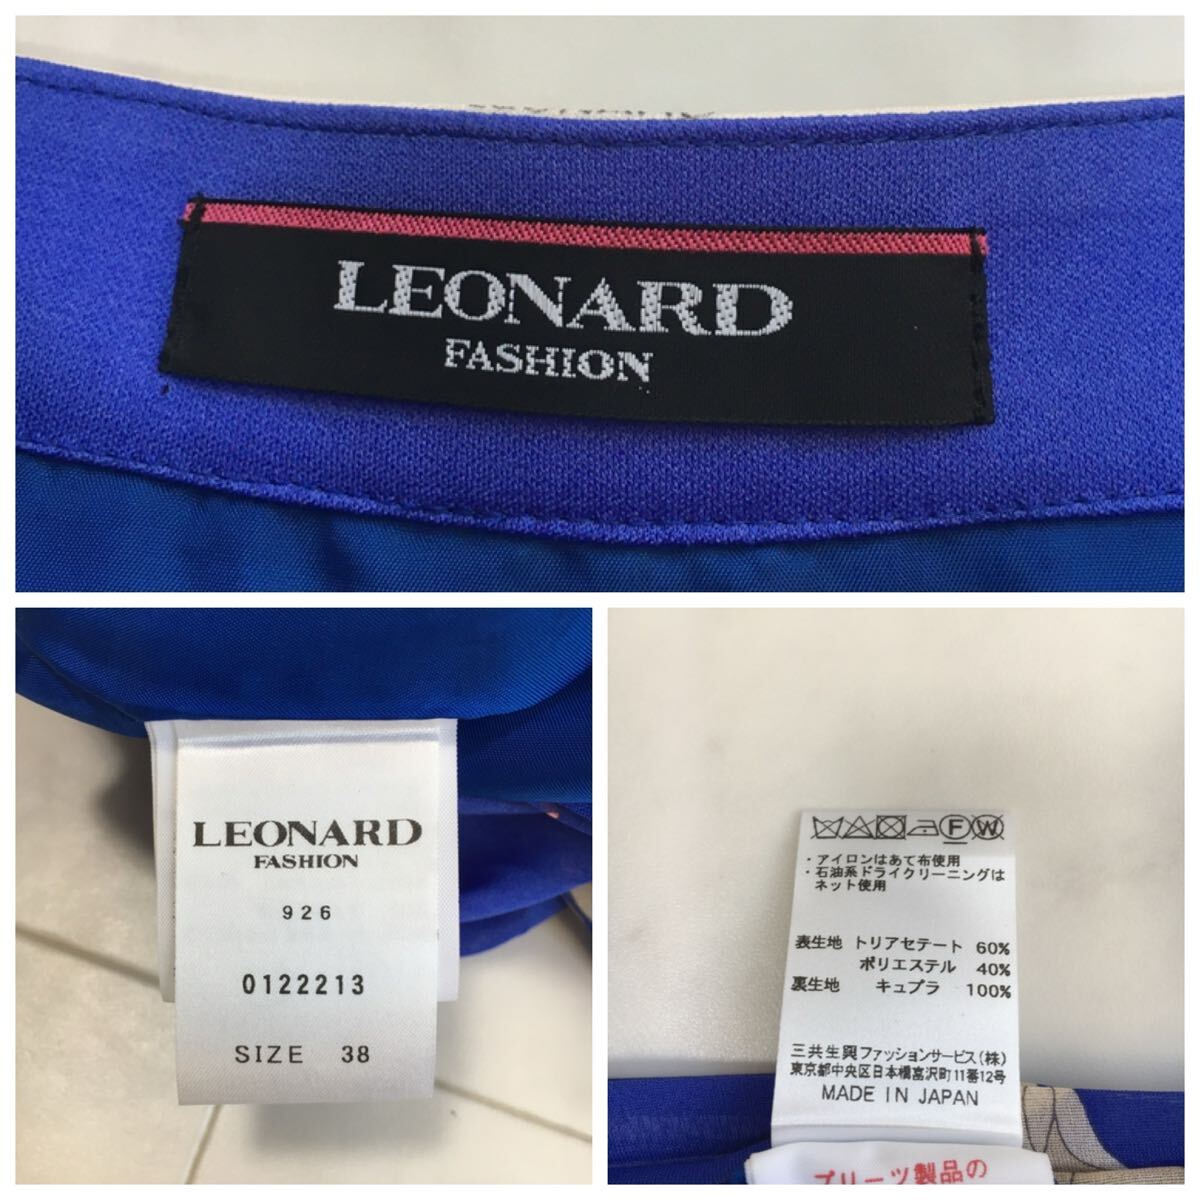 LEONARD
FASHION
LEONARD
FASHION
926
0122213
SIZE 38
F W
・アイロンはあて布使用
・石油系ドライクリーニングは
ネット使用
表生地 トリアセテート 60%
ポリエステル 40%
裏生地 キュプラ 100%
三共生興ファッションサービス(株)
東京都中央区日本橋富沢町11番12号
MADE IN JAPAN
プリーツ製品の